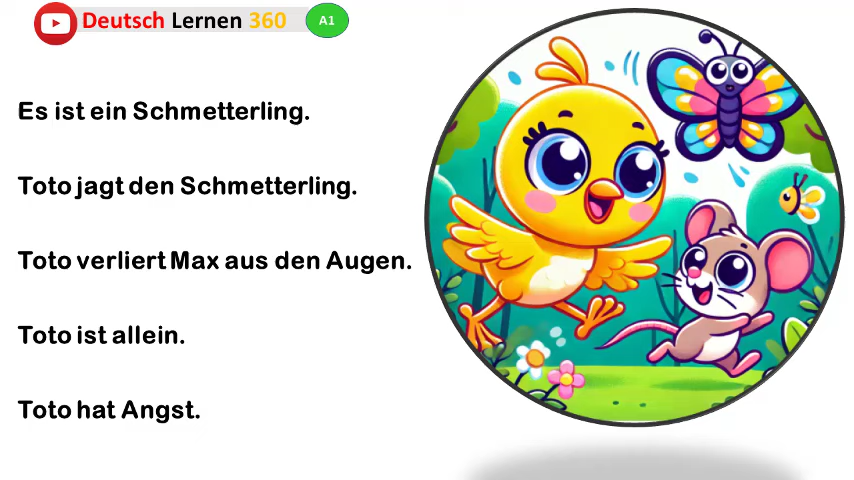 Deutsch Lernen 360 A1
Es ist ein Schmetterling.
Toto jagt den Schmetterling.
Toto verliert Max aus den Augen.
Toto ist allein.
Toto hat Angst.